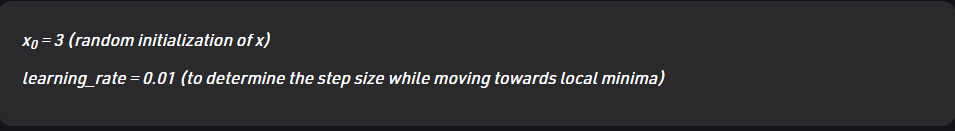 x₀ = 3 (random initialization of x)
learning_rate = 0.01 (to determine the step size while moving towards local minima)